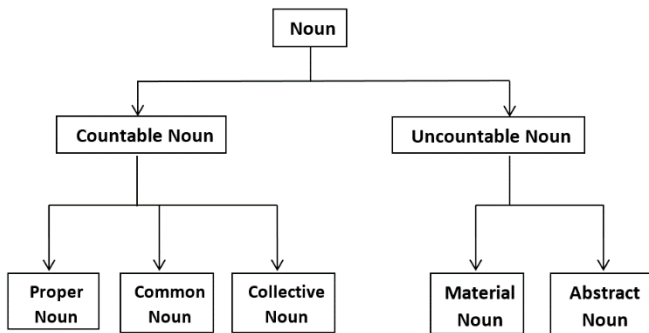 Noun
Countable Noun
Uncountable Noun
Proper
Noun
Common
Noun
Collective
Noun
Material
Noun
Abstract
Noun